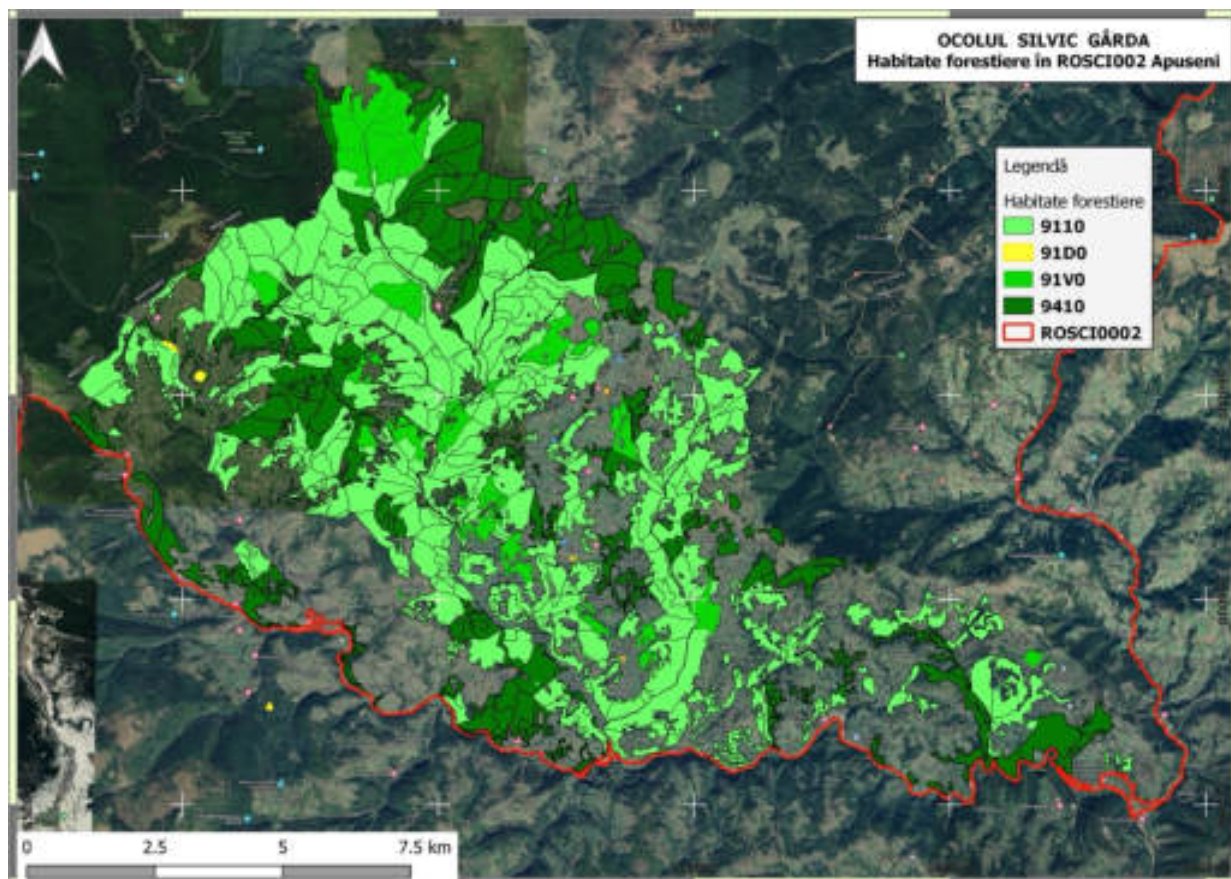 OCOLUL SILVIC GÂRDA
Habitate forestiere în ROSCI002 Apuseni
Legendă
Habitate forestiere
9110
91D0
91V0
9410
ROSCI0002
0 2.5 5 7.5 km